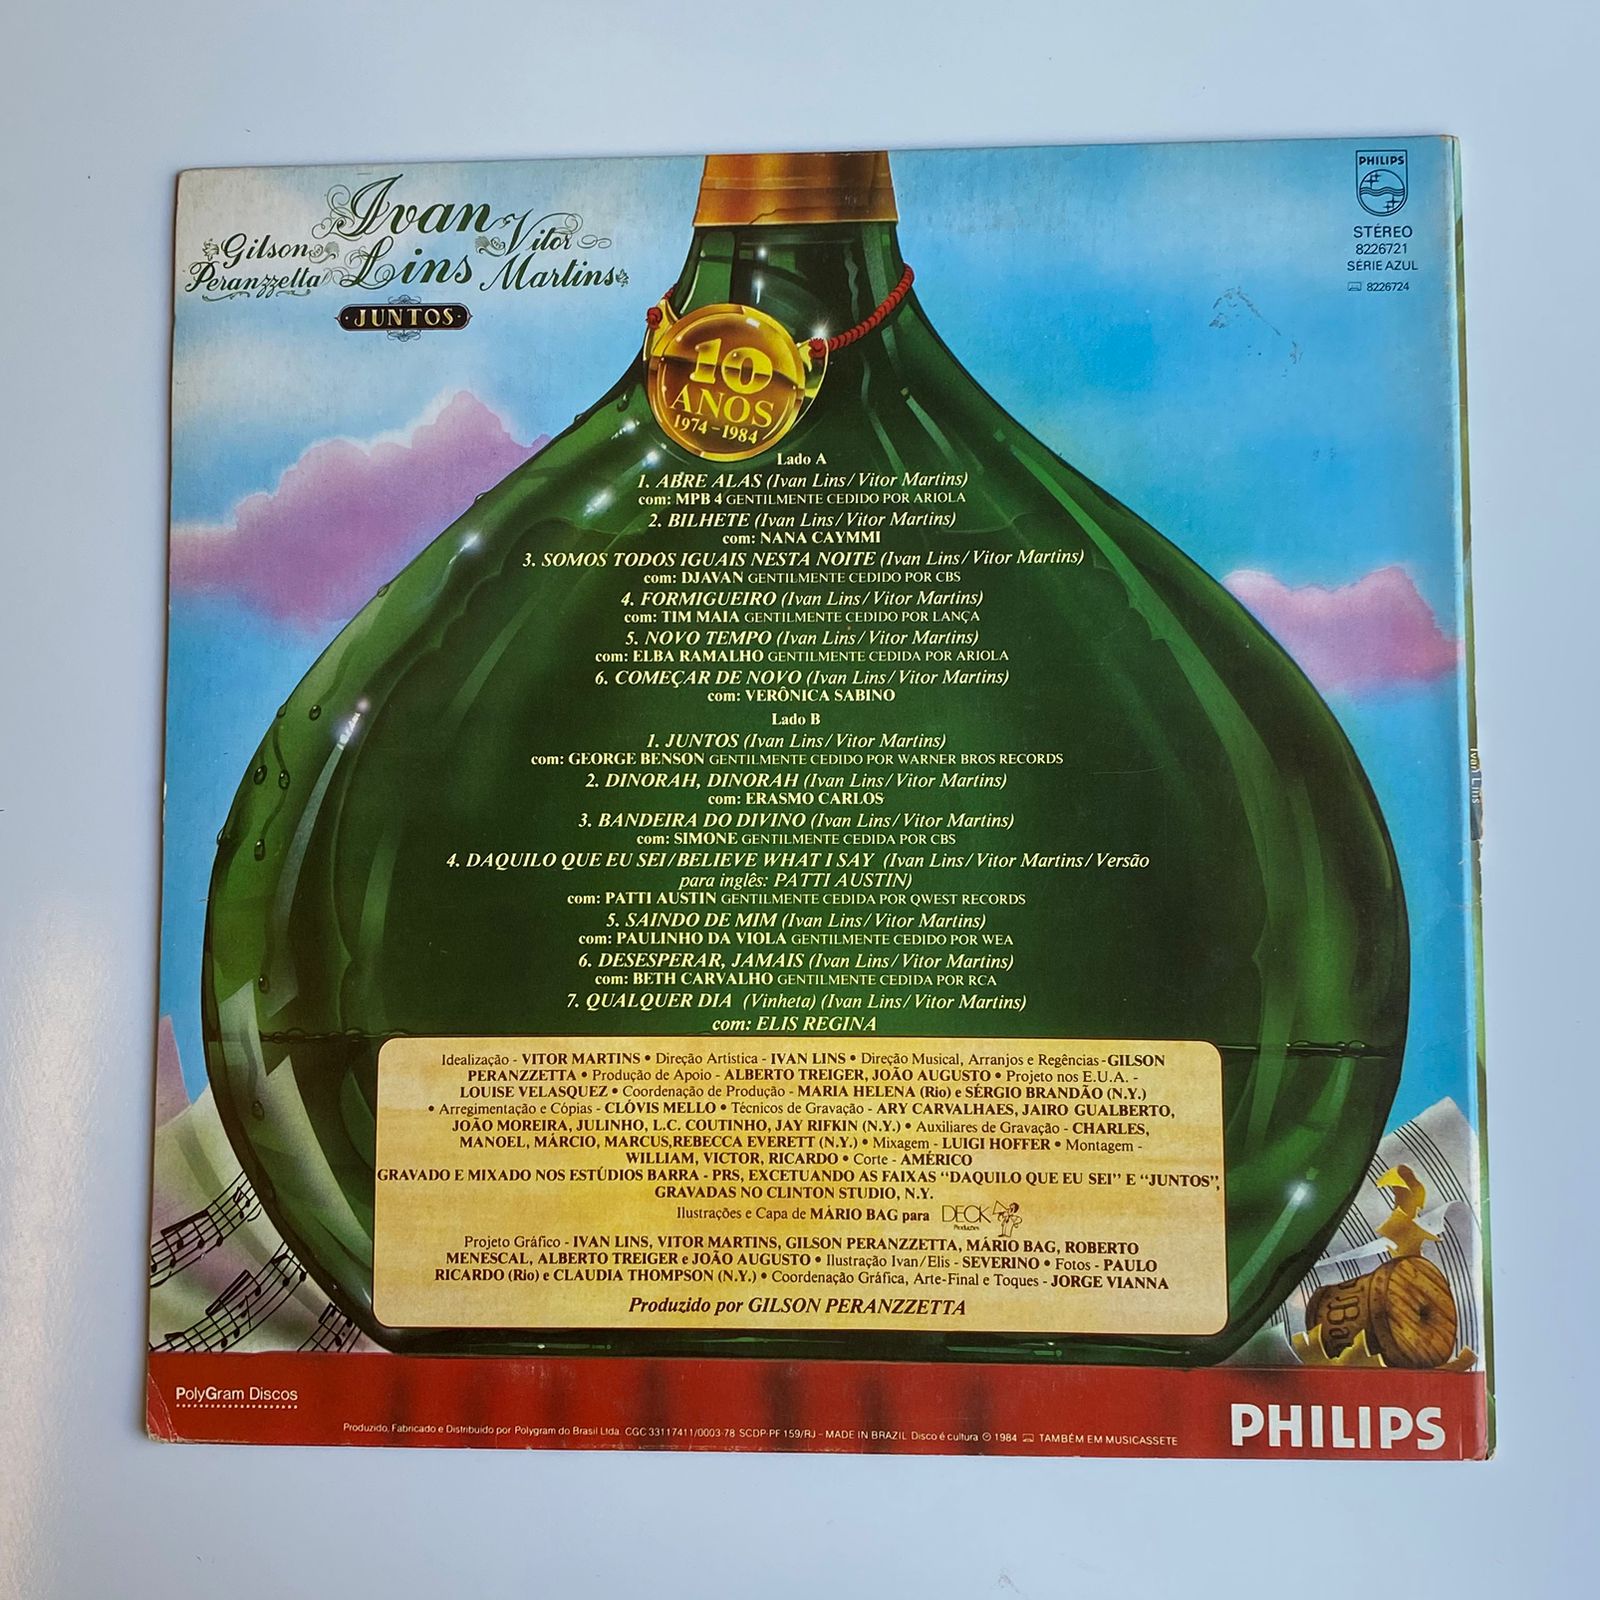 Ivan Lins
Gilson Peranzzetta
Vitor Martins
JUNTOS
PHILIPS
STÉREO
8226721
SÉRIE AZUL
8226724
10
ANOS
1974-1984
Lado A
1. ABRE ALAS (Ivan Lins/Vitor Martins)
com: MPB 4 GENTILMENTE CEDIDO POR ARIOLA
2. BILHETE (Ivan Lins/Vitor Martins)
com: NANA CAYMMI
3. SOMOS TODOS IGUAIS NESTA NOITE (Ivan Lins/Vitor Martins)
com: DJAVAN GENTILMENTE CEDIDO POR CBS
4. FORMIGUEIRO (Ivan Lins/Vitor Martins)
com: TIM MAIA GENTILMENTE CEDIDO POR LANÇA
5. NOVO TEMPO (Ivan Lins/Vitor Martins)
com: ELBA RAMALHO GENTILMENTE CEDIDA POR ARIOLA
6. COMEÇAR DE NOVO (Ivan Lins/Vitor Martins)
com: VERÔNICA SABINO
Lado B
1. JUNTOS (Ivan Lins/Vitor Martins)
com: GEORGE BENSON GENTILMENTE CEDIDO POR WARNER BROS RECORDS
2. DINORAH, DINORAH (Ivan Lins/Vitor Martins)
com: ERASMO CARLOS
3. BANDEIRA DO DIVINO (Ivan Lins/Vitor Martins)
com: SIMONE GENTILMENTE CEDIDA POR CBS
4. DAQUILO QUE EU SEI/BELIEVE WHAT I SAY (Ivan Lins/Vitor Martins/Versão
para inglês: PATTI AUSTIN)
com: PATTI AUSTIN GENTILMENTE CEDIDA POR QWEST RECORDS
5. SAINDO DE MIM (Ivan Lins/Vitor Martins)
com: PAULINHO DA VIOLA GENTILMENTE CEDIDO POR WEA
6. DESESPERAR, JAMAIS (Ivan Lins/Vitor Martins)
com: BETH CARVALHO GENTILMENTE CEDIDA POR RCA
7. QUALQUER DIA (Vinheta) (Ivan Lins/Vitor Martins)
com: ELIS REGINA
Idealização - VITOR MARTINS • Direção Artística - IVAN LINS • Direção Musical, Arranjos e Regências - GILSON
PERANZZETTA • Produção de Apoio - ALBERTO TREIGER, JOÃO AUGUSTO • Projeto nos E.U.A. -
LOUISE VELASQUEZ • Coordenação de Produção - MARIA HELENA (Rio) e SÉRGIO BRANDÃO (N.Y.)
• Arregimentação e Cópias - CLÓVIS MELLO • Técnicos de Gravação - ARY CARVALHAES, JAIRO GUALBERTO,
JOÃO MOREIRA, JULINHO, L.C. COUTINHO, JAY RIFKIN (N.Y.) • Auxiliares de Gravação - CHARLES,
MANOEL, MÁRCIO, MARCUS,REBECCA EVERETT (N.Y.) • Mixagem - LUIGI HOFFER • Montagem -
WILLIAM, VICTOR, RICARDO • Corte - AMÉRICO
GRAVADO E MIXADO NOS ESTÚDIOS BARRA - PRS, EXCETUANDO AS FAIXAS "DAQUILO QUE EU SEI" E "JUNTOS",
GRAVADAS NO CLINTON STUDIO, N.Y.
Ilustrações e Capa de MÁRIO BAG para DECK
Produções
Projeto Gráfico - IVAN LINS, VITOR MARTINS, GILSON PERANZZETTA, MÁRIO BAG, ROBERTO
MENESCAL, ALBERTO TREIGER e JOÃO AUGUSTO • Ilustração Ivan/Elis - SEVERINO • Fotos - PAULO
RICARDO (Rio) e CLAUDIA THOMPSON (N.Y.) • Coordenação Gráfica, Arte-Final e Toques - JORGE VIANNA
Produzido por GILSON PERANZZETTA
PolyGram Discos
Produzido, Fabricado e Distribuido por Polygram do Brasil Ltda. CGC 33117411/0003-78 SCDP-PF 159/RJ - MADE IN BRAZIL Disco é cultura ℗ 1984 TAMBÉM EM MUSICASSETE
PHILIPS
Ivan Lins